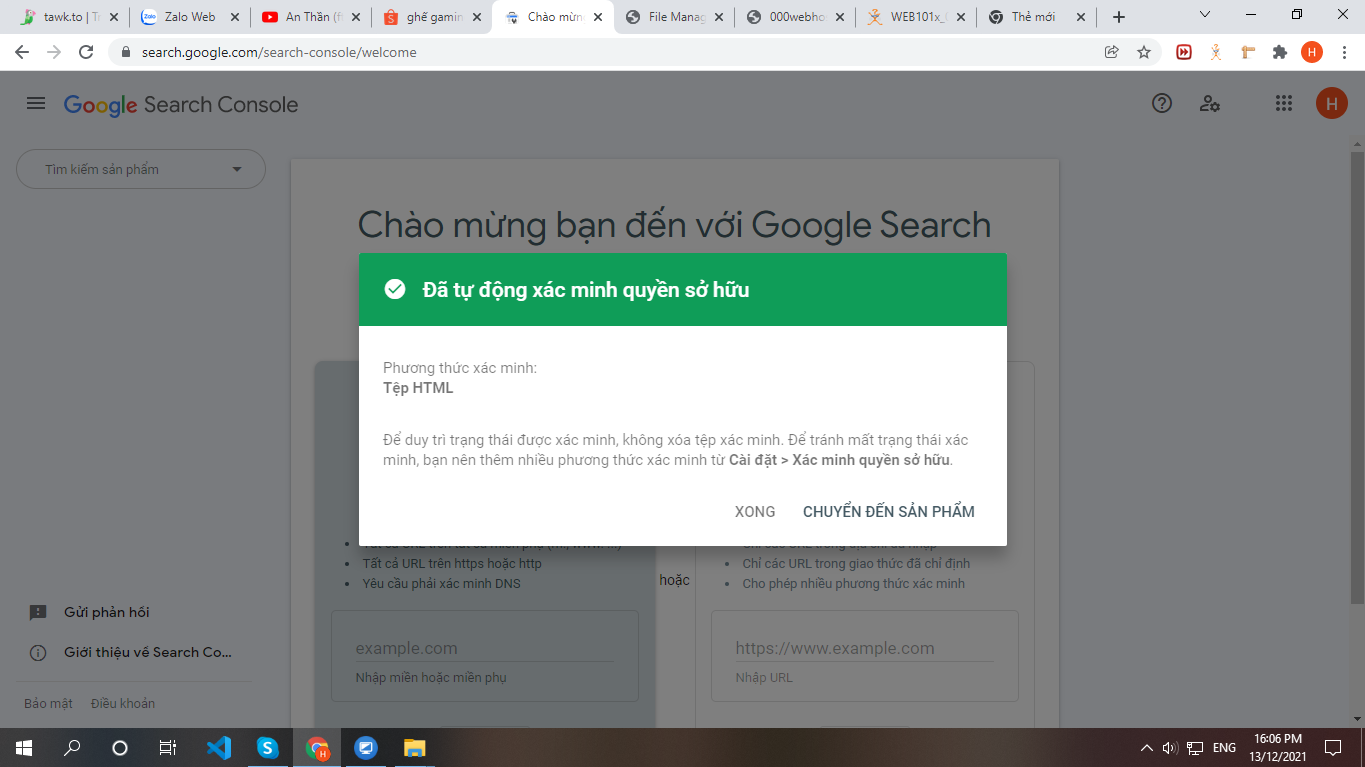 tawk.to | Tr
Zalo Web
An Thần (ft
ghế gamin
Chào mừn
File Manag
000webho
WEB101x_
Thẻ mới
search.google.com/search-console/welcome
H
Google Search Console
H
Tìm kiếm sản phẩm
Chào mừng bạn đến với Google Search
Đã tự động xác minh quyền sở hữu
Phương thức xác minh:
Tệp HTML
Để duy trì trạng thái được xác minh, không xóa tệp xác minh. Để tránh mất trạng thái xác
minh, bạn nên thêm nhiều phương thức xác minh từ Cài đặt > Xác minh quyền sở hữu.
XONG
CHUYỂN ĐẾN SẢN PHẨM
Tất cả URL trên https hoặc http
Yêu cầu phải xác minh DNS
hoặc
Chỉ các URL trong giao thức đã chỉ định
Cho phép nhiều phương thức xác minh
example.com
Nhập miền hoặc miền phụ
https://www.example.com
Nhập URL
Gửi phản hồi
Giới thiệu về Search Co...
Bảo mật
Điều khoản
ENG
16:06 PM
13/12/2021